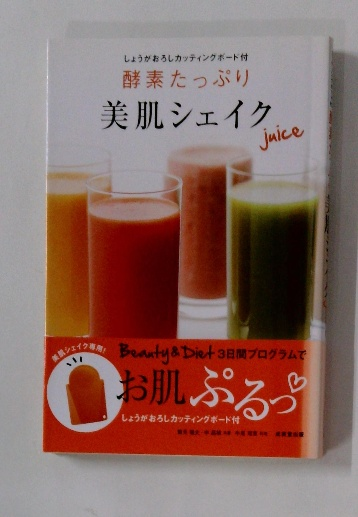 しょうがおろしカッティングボード付
酵素たっぷり
美肌シェイク
juice
美肌シェイク専用!
Beauty & Diet 3日間プログラムで
お肌ぷるっ
しょうがおろしカッティングボード付